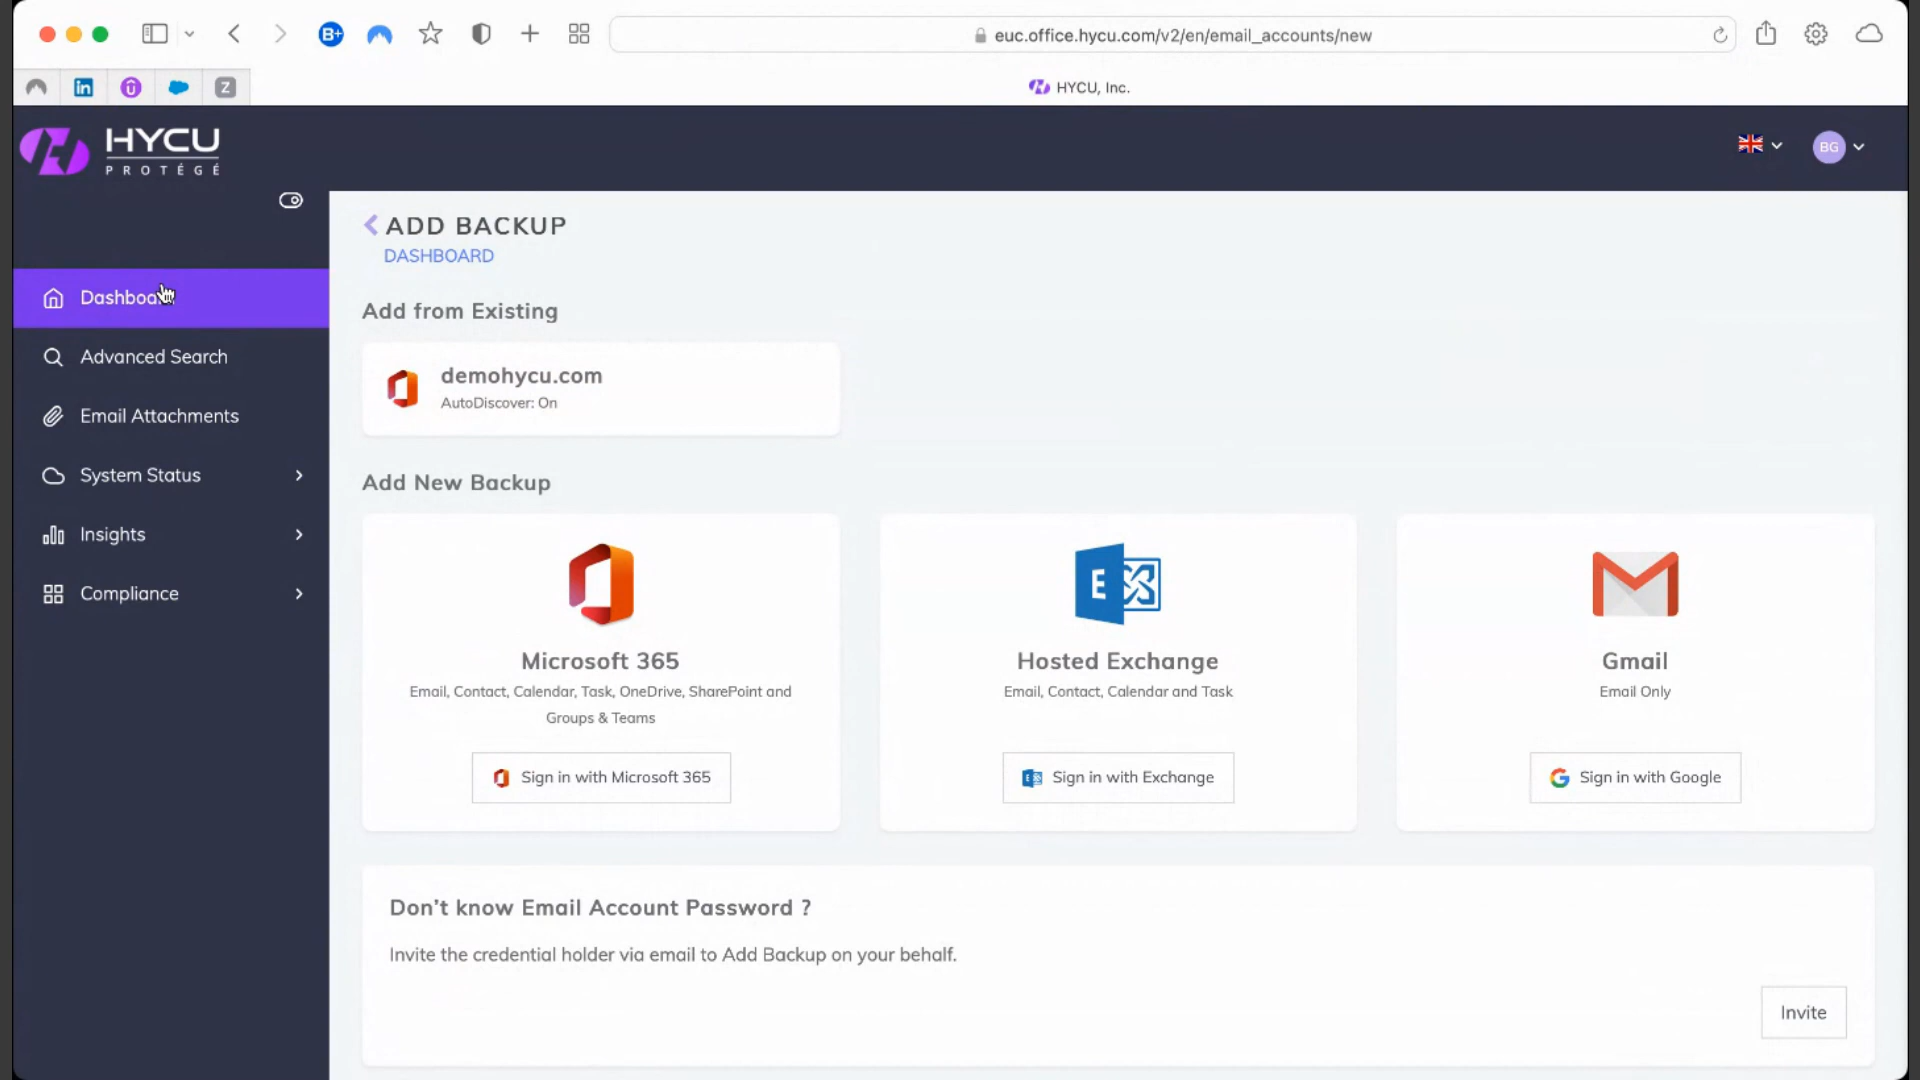 B+
euc.office.hycu.com/v2/en/email_accounts/new
in
Z
HYCU, Inc.
HYCU
PROTÉGÉ
BG
ADD BACKUP
DASHBOARD
Dashboard
Add from Existing
demohycu.com
AutoDiscover: On
Advanced Search
Email Attachments
System Status
Insights
Compliance
Add New Backup
Microsoft 365
Email, Contact, Calendar, Task, OneDrive, SharePoint and
Groups & Teams
Sign in with Microsoft 365
E
Hosted Exchange
Email, Contact, Calendar and Task
Sign in with Exchange
Gmail
Email Only
Sign in with Google
Don't know Email Account Password ?
Invite the credential holder via email to Add Backup on your behalf.
Invite